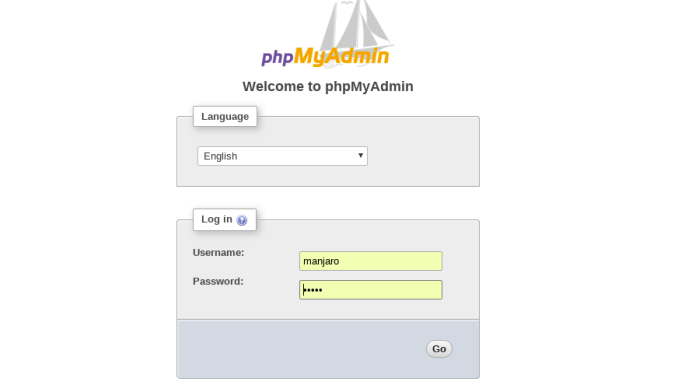 phpMyAdmin
Welcome to phpMyAdmin
Language
English
Log in
Username:
manjaro
Password:
•••••
Go